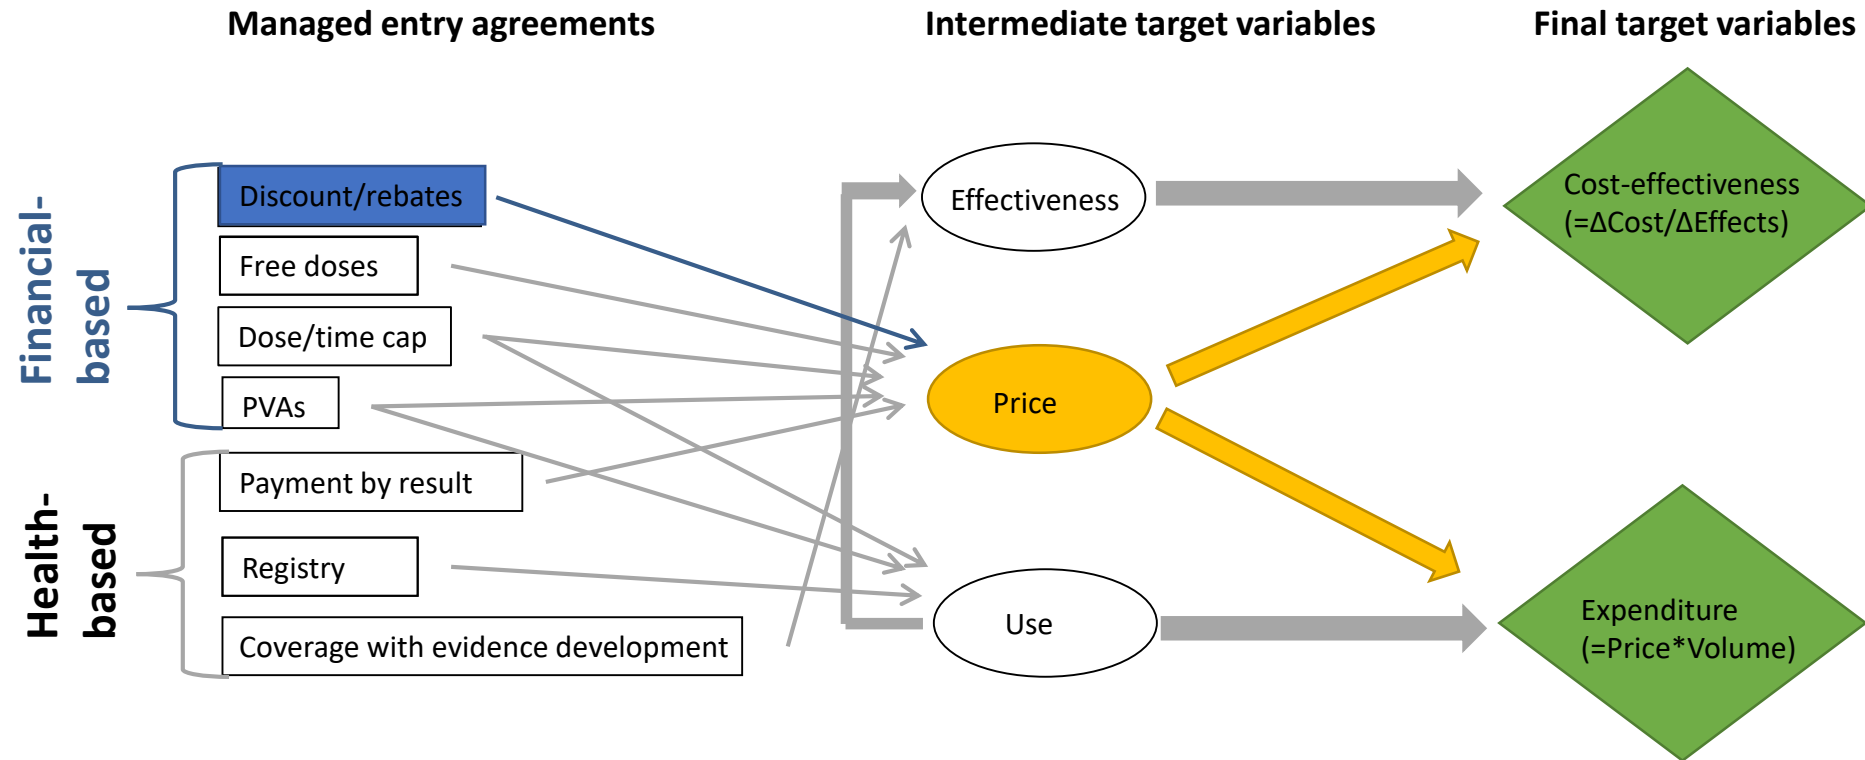 Managed entry agreements
Intermediate target variables
Final target variables
Financial-
based
Discount/rebates
Free doses
Dose/time cap
PVAs
Health-
based
Payment by result
Registry
Coverage with evidence development
Effectiveness
Price
Use
Cost-effectiveness
(=ΔCost/ΔEffects)
Expenditure
(=Price*Volume)